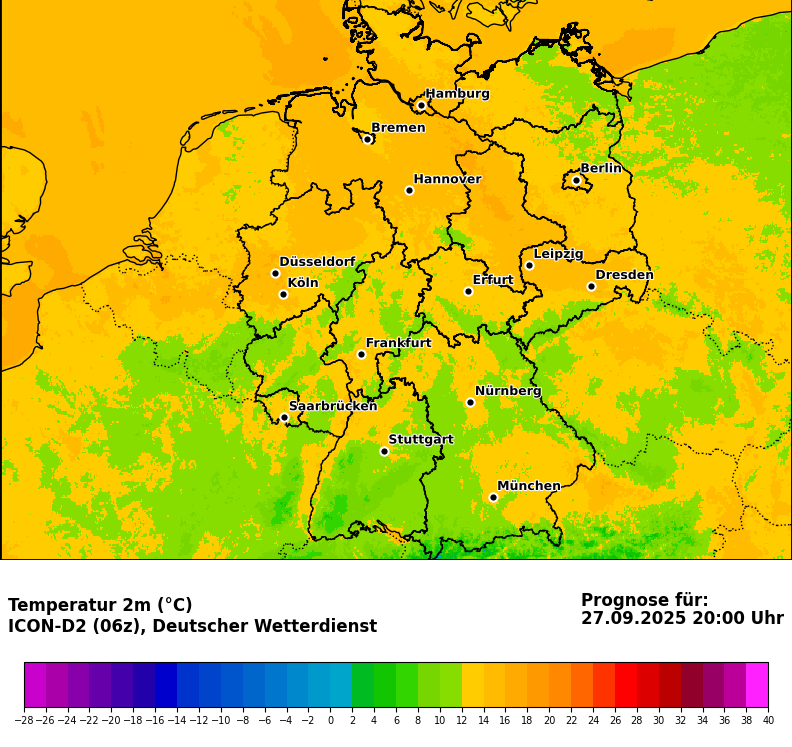 Hamburg
Bremen
Berlin
Hannover
Leipzig
Düsseldorf
Dresden
Köln
Erfurt
Frankfurt
Nürnberg
Saarbrücken
Stuttgart
München
Temperatur 2m (°C)
ICON-D2 (06z), Deutscher Wetterdienst
Prognose für:
27.09.2025 20:00 Uhr
−28 −26 −24 −22 −20 −18 −16 −14 −12 −10 −8 −6 −4 −2 0 2 4 6 8 10 12 14 16 18 20 22 24 26 28 30 32 34 36 38 40